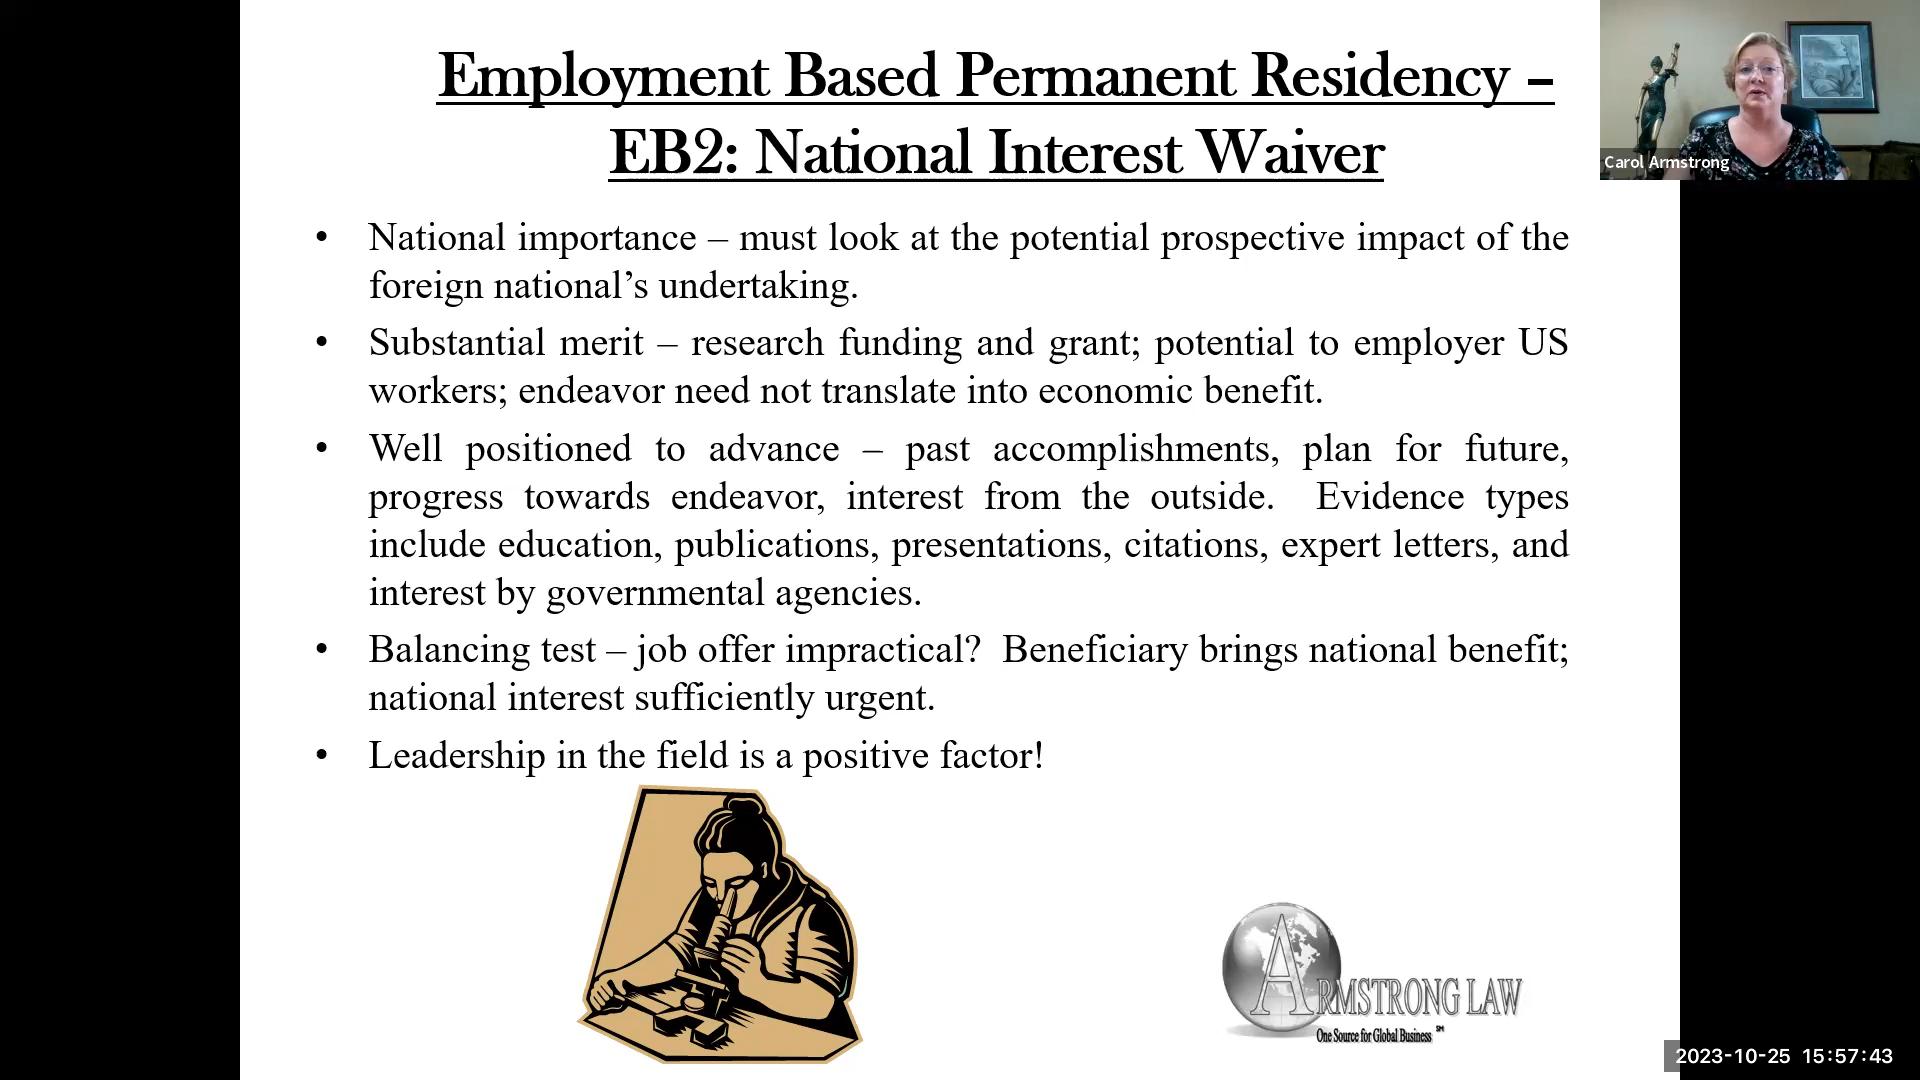 Employment Based Permanent Residency –
EB2: National Interest Waiver
Carol Armstrong
• National importance – must look at the potential prospective impact of the
foreign national’s undertaking.
• Substantial merit – research funding and grant; potential to employer US
workers; endeavor need not translate into economic benefit.
• Well positioned to advance – past accomplishments, plan for future,
progress towards endeavor, interest from the outside.  Evidence types
include education, publications, presentations, citations, expert letters, and
interest by governmental agencies.
• Balancing test – job offer impractical?  Beneficiary brings national benefit;
national interest sufficiently urgent.
• Leadership in the field is a positive factor!
ARMSTRONG LAW
One Source for Global Business SM
2023-10-25 15:57:43